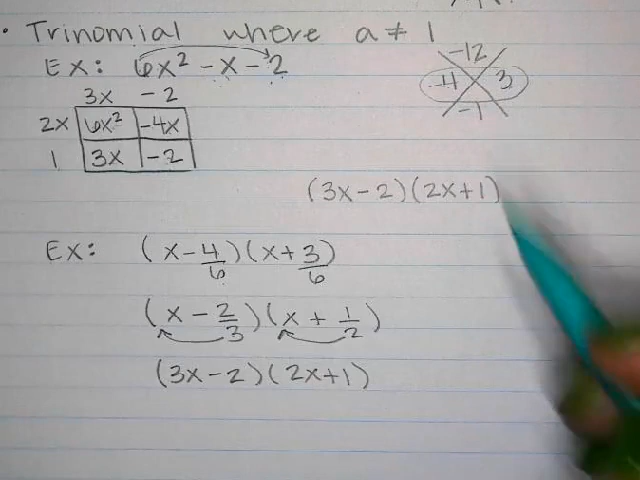 • Trinomial where a ≠ 1
EX: 6x² - x - 2
-12
-4 3
-1
3x -2
2x 6x² -4x
1 3x -2
(3x-2)(2x+1)
EX: (x - 4/6)(x + 3/6)
(x - 2/3)(x + 1/2)
(3x-2)(2x+1)